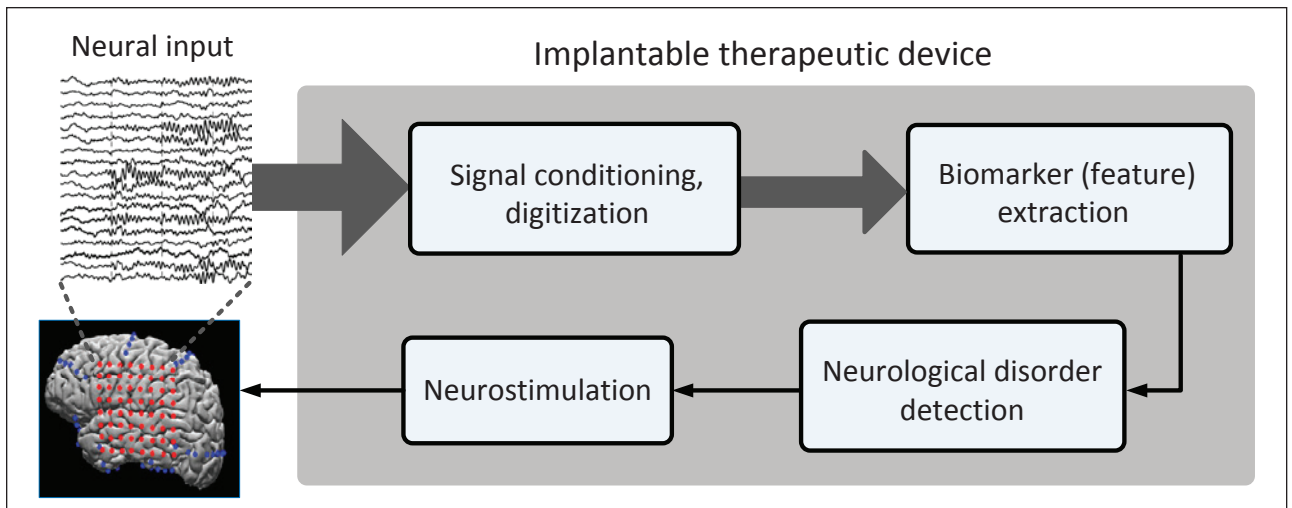 Neural input
Implantable therapeutic device
Signal conditioning,
digitization
Biomarker (feature)
extraction
Neurological disorder
detection
Neurostimulation